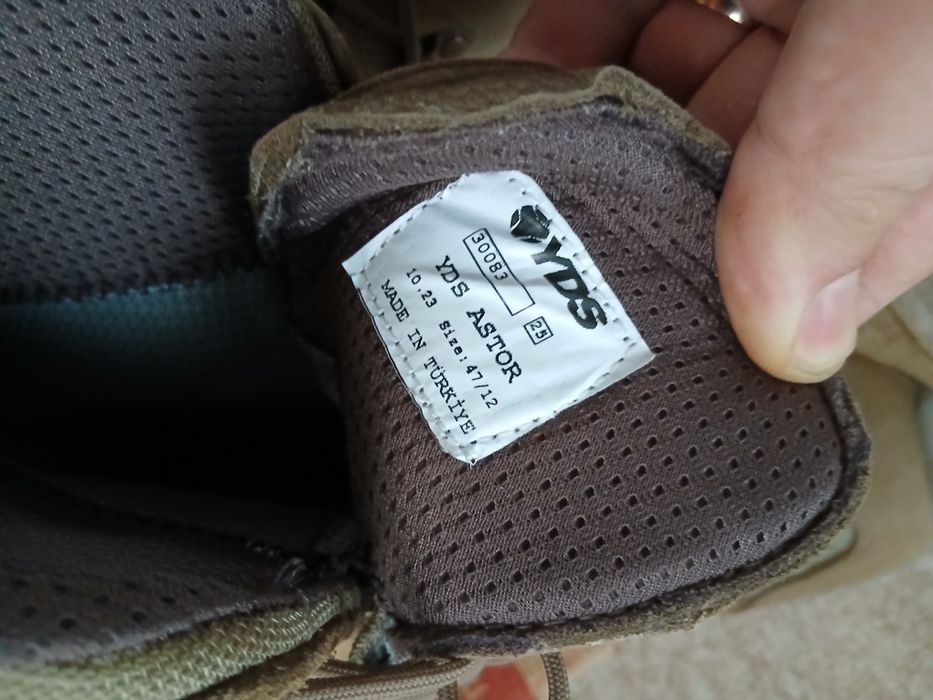 YDS
30083 25
YDS ASTOR
10.23 Size:47/12
MADE IN TÜRKİYE